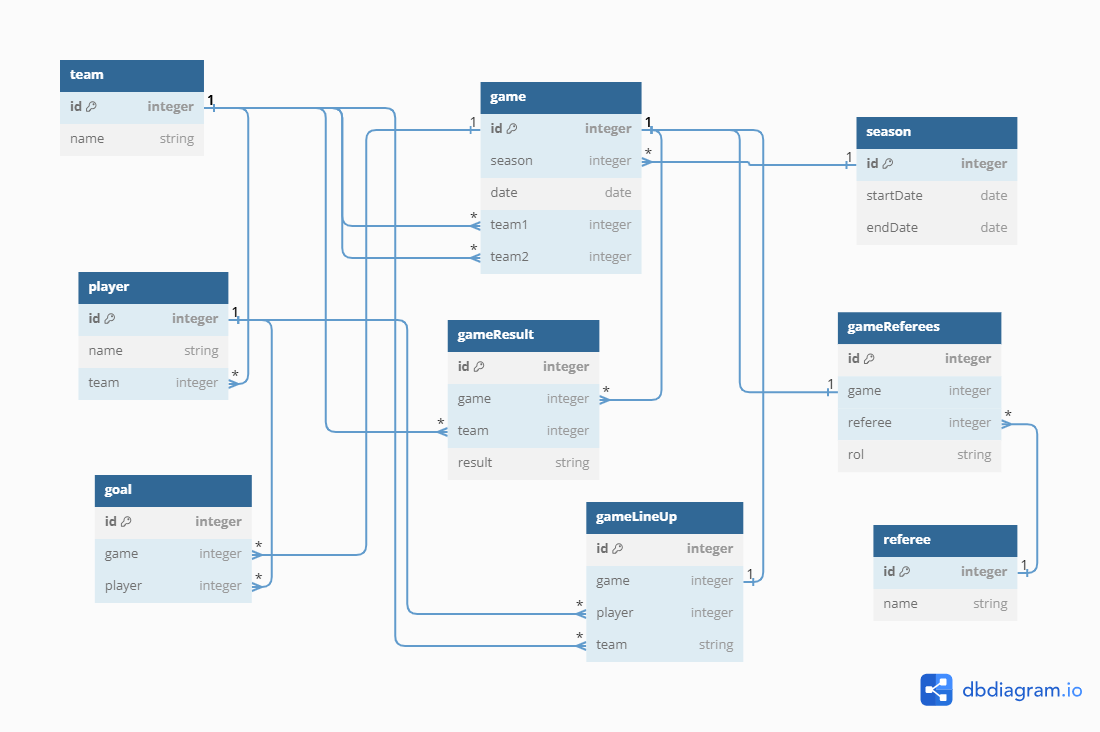 team
id integer
name string
1
game
id integer
season integer
date date
team1 integer
team2 integer
1
1
*
*
*
season
id integer
startDate date
endDate date
1
player
id integer
name string
team integer
1
*
gameResult
id integer
game integer
team integer
result string
*
*
gameReferees
id integer
game integer
referee integer
rol string
1
*
goal
id integer
game integer
player integer
*
*
gameLineUp
id integer
game integer
player integer
team string
1
*
*
referee
id integer
name string
1
dbdiagram.io